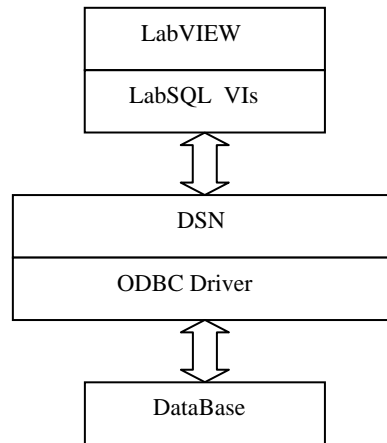 LabVIEW
LabSQL VIs
DSN
ODBC Driver
DataBase